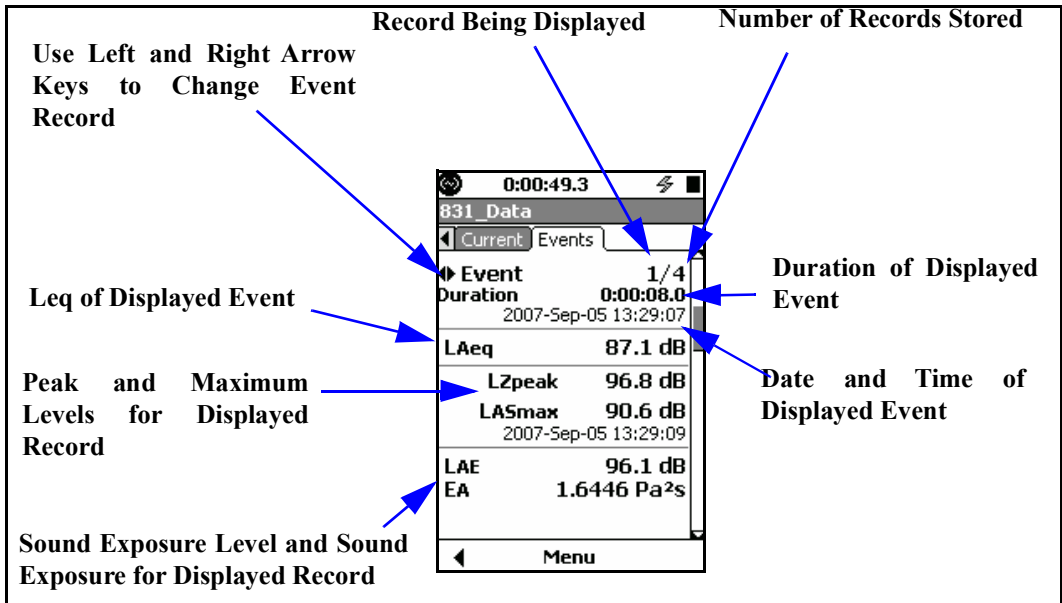 Record Being Displayed
Number of Records Stored
Use Left and Right Arrow
Keys to Change Event
Record
0:00:49.3
831_Data
Current Events
Event 1/4
Duration 0:00:08.0
2007-Sep-05 13:29:07
Duration of Displayed
Event
Leq of Displayed Event
LAeq 87.1 dB
Peak and Maximum
Levels for Displayed
Record
LZpeak 96.8 dB
LASmax 90.6 dB
2007-Sep-05 13:29:09
Date and Time of
Displayed Event
LAE 96.1 dB
EA 1.6446 Pa²s
Sound Exposure Level and Sound
Exposure for Displayed Record
Menu